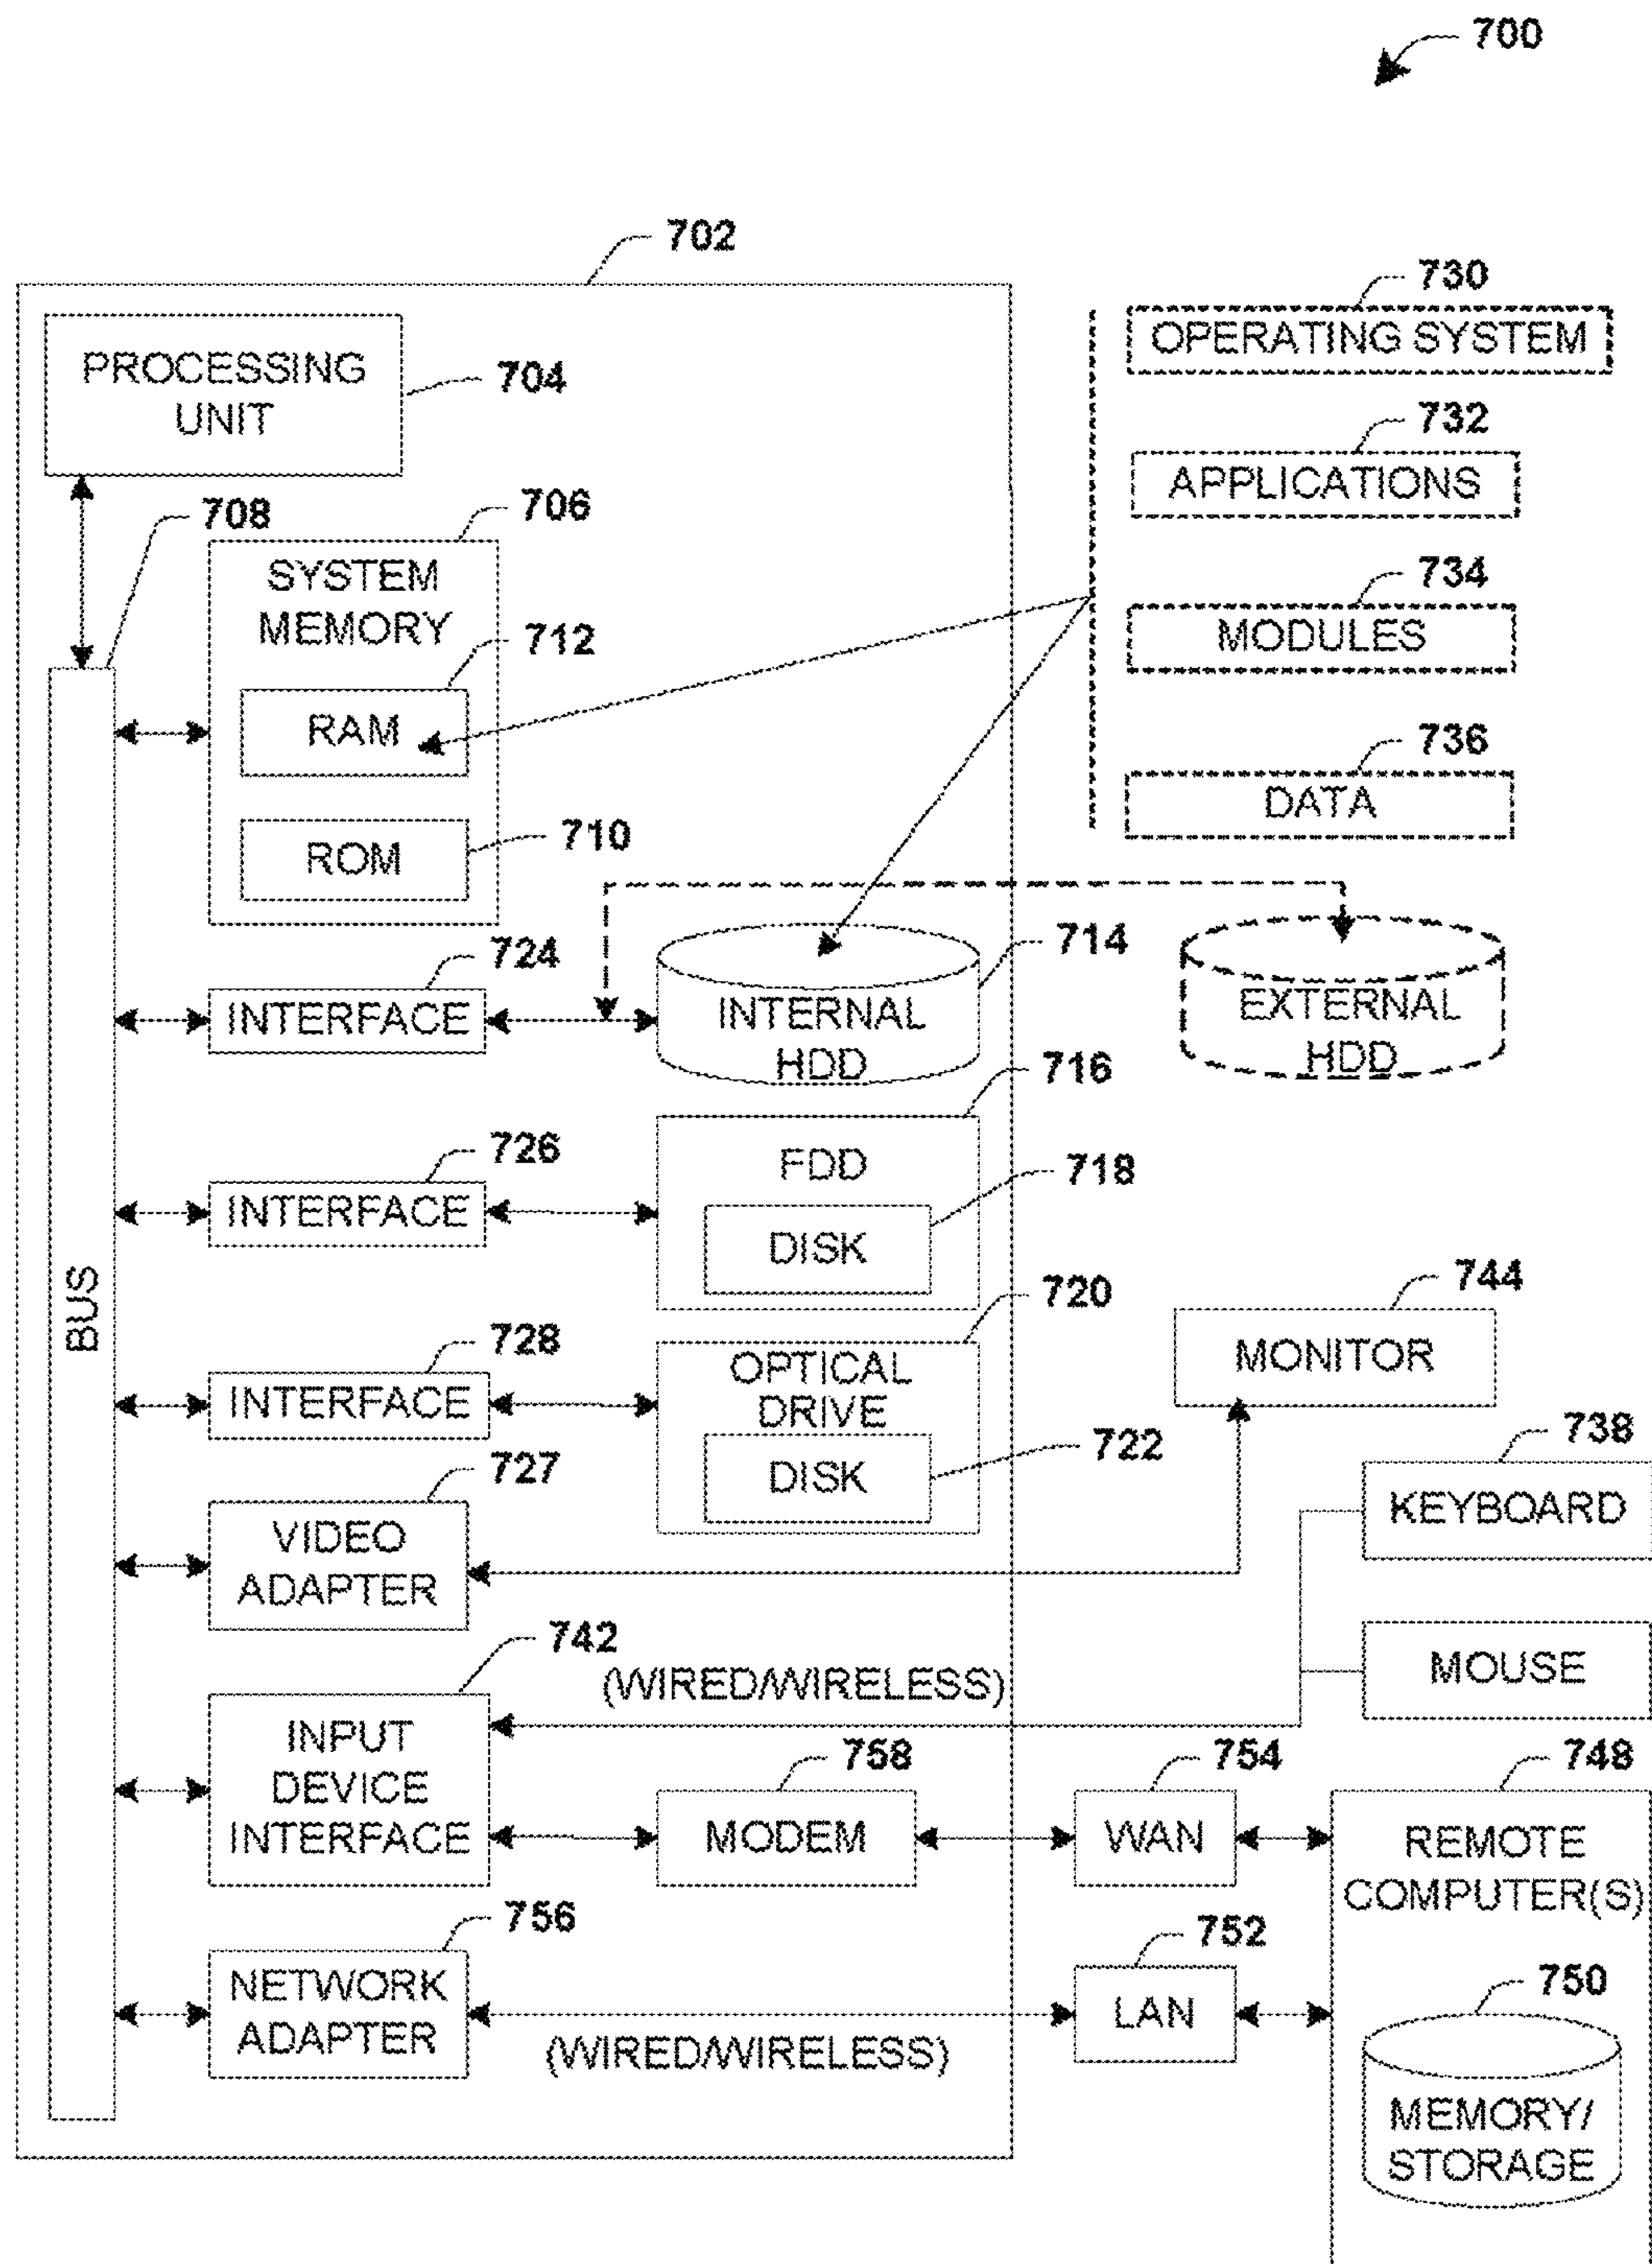 700
702
PROCESSING
UNIT
704
708
706
SYSTEM
MEMORY
712
RAM
ROM
710
BUS
724
INTERFACE
INTERNAL
HDD
714
726
INTERFACE
716
FDD
718
DISK
728
INTERFACE
720
OPTICAL
DRIVE
722
DISK
727
VIDEO
ADAPTER
742
(WIRED/WIRELESS)
INPUT
DEVICE
INTERFACE
758
MODEM
756
NETWORK
ADAPTER
(WIRED/WIRELESS)
730
OPERATING SYSTEM
732
APPLICATIONS
734
MODULES
736
DATA
EXTERNAL
HDD
744
MONITOR
738
KEYBOARD
MOUSE
754
WAN
752
LAN
748
REMOTE
COMPUTER(S)
750
MEMORY/
STORAGE